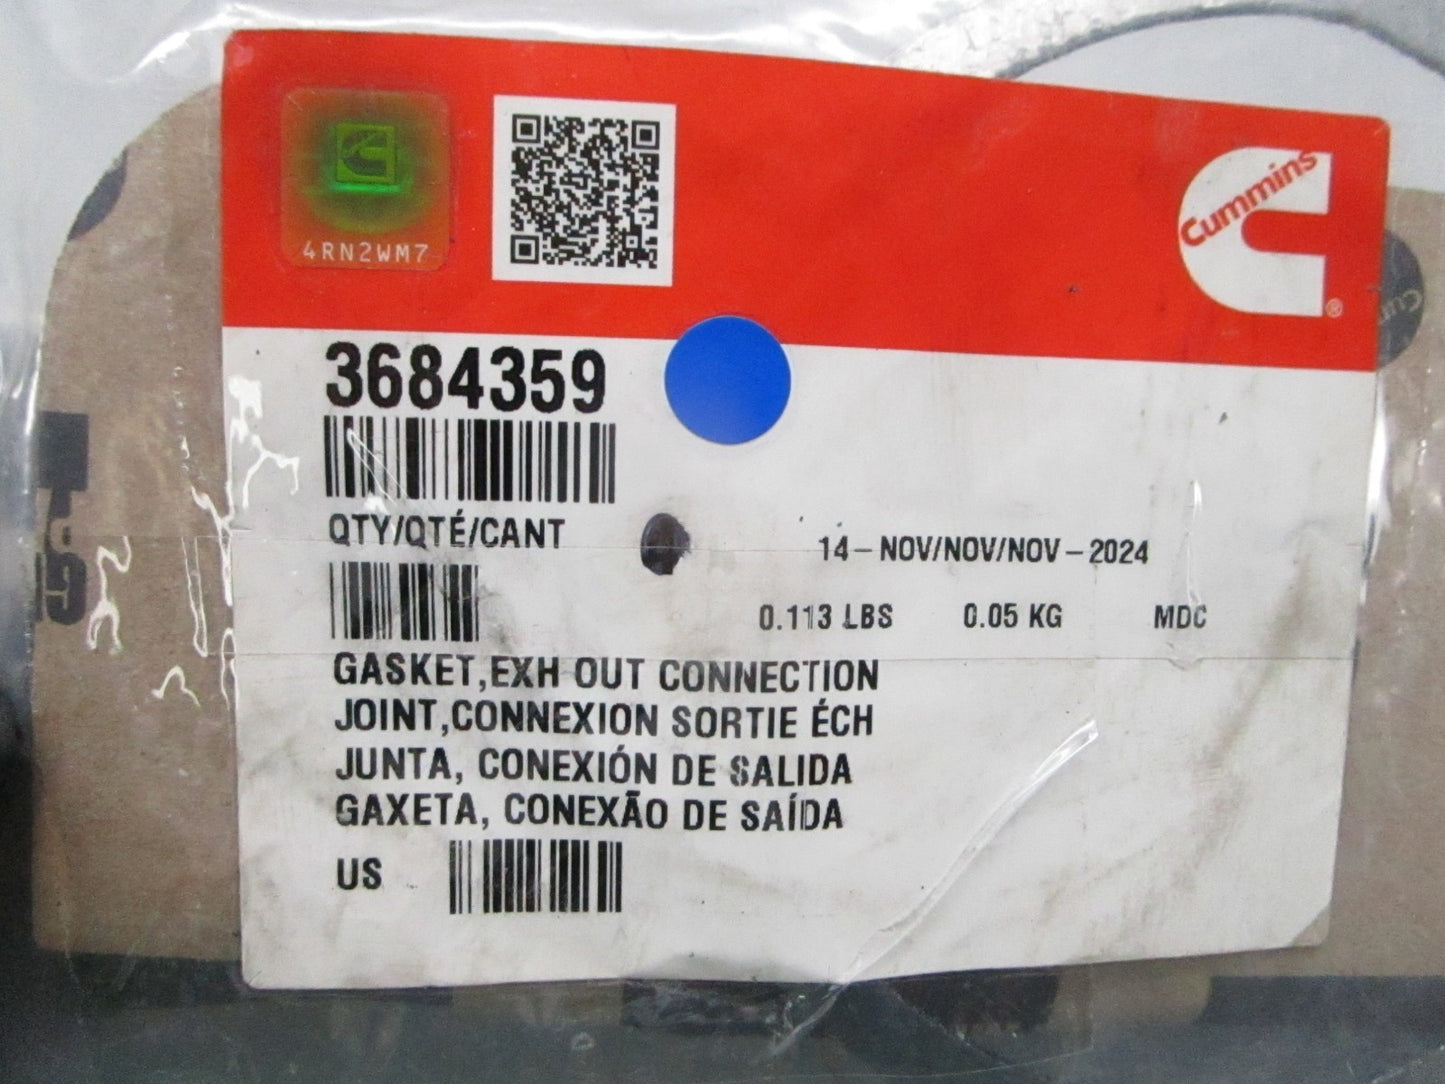 4RN2WM7
Cummins
®
3684359
QTY/QTÉ/CANT
14-NOV/NOV/NOV-2024
0.113 LBS 0.05 KG MDC
GASKET,EXH OUT CONNECTION
JOINT,CONNEXION SORTIE ÉCH
JUNTA, CONEXIÓN DE SALIDA
GAXETA, CONEXÃO DE SAÍDA
US